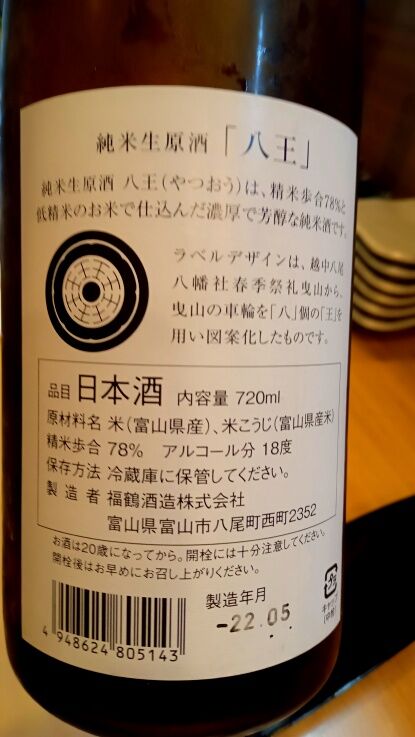 純米生原酒「八王」
純米生原酒 八王(やつおう)は、精米歩合78%と
低精米のお米で仕込んだ濃厚で芳醇な純米酒です。
ラベルデザインは、越中八尾
八幡社春季祭礼曳山から、
曳山の車輪を「八」個の「王」を
用い図案化したものです。
品目 日本酒 内容量 720ml
原材料名 米(富山県産)、米こうじ(富山県産米)
精米歩合 78% アルコール分 18度
保存方法 冷蔵庫に保管してください。
製造者 福鶴酒造株式会社
富山県富山市八尾町西町2352
お酒は20歳になってから。開栓には十分注意してください。
開栓後はお早めにお召し上がりください。
製造年月
-22.05
4 948624 805143